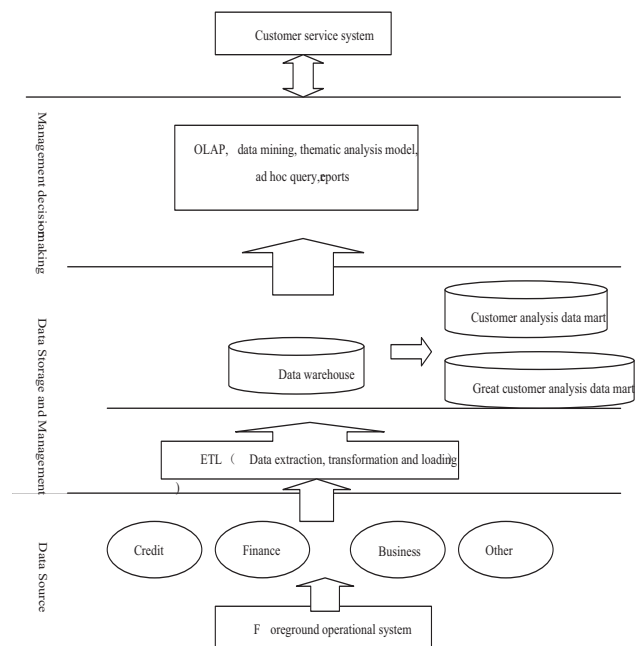 Customer service system
Management decisionmaking
OLAP, data mining, thematic analysis model,
ad hoc query,reports
Data Storage and Management
Customer analysis data mart
Data warehouse
Great customer analysis data mart
ETL （ Data extraction, transformation and loading)
)
Data Source
Credit
Finance
Business
Other
F oreground operational system